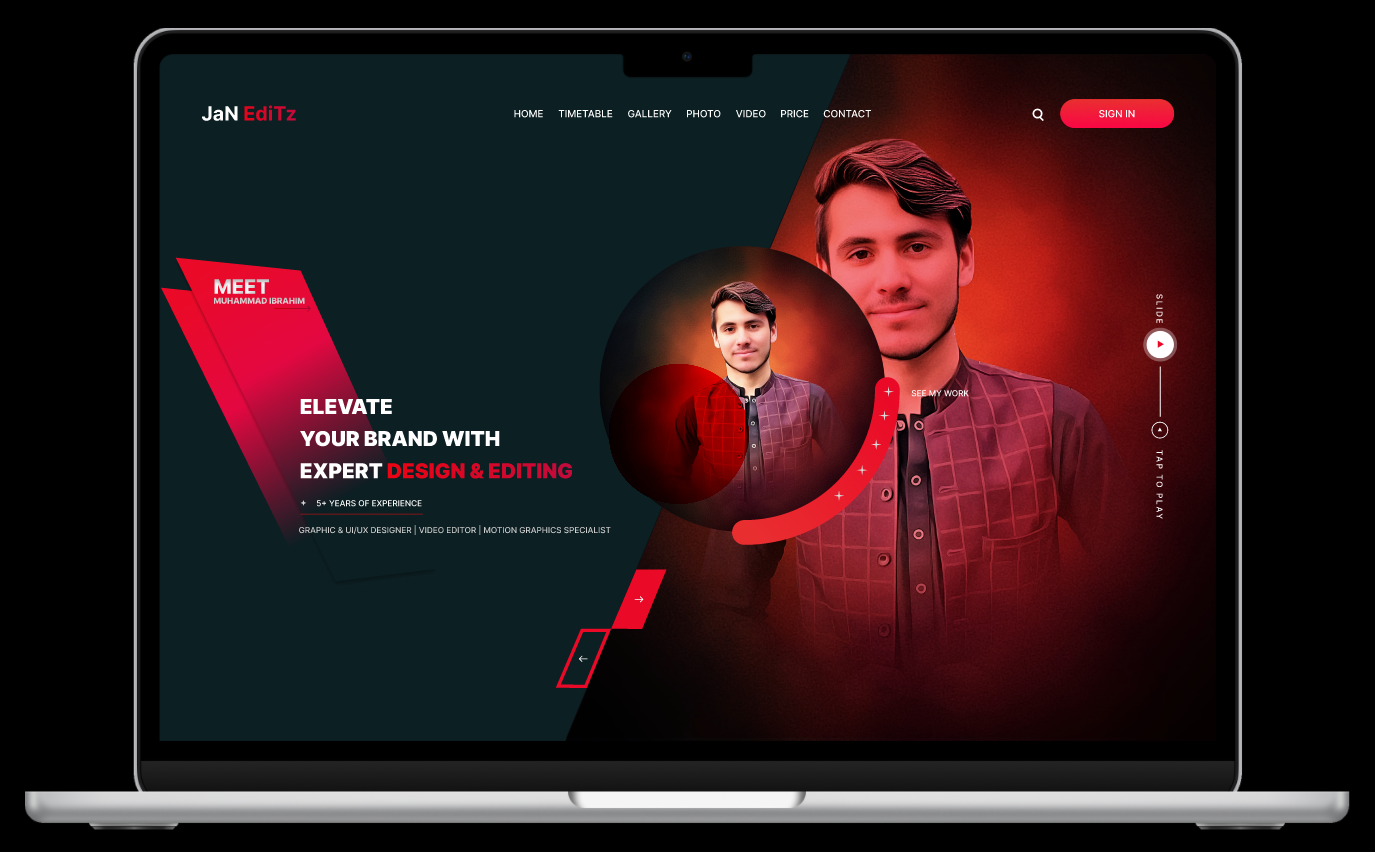 JaN EdiTz
HOME TIMETABLE GALLERY PHOTO VIDEO PRICE CONTACT
SIGN IN
MEET
MUHAMMAD IBRAHIM
ELEVATE
YOUR BRAND WITH
EXPERT DESIGN & EDITING
+ 5+ YEARS OF EXPERIENCE
GRAPHIC & UI/UX DESIGNER | VIDEO EDITOR | MOTION GRAPHICS SPECIALIST
SEE MY WORK
SLIDE
TAP TO PLAY